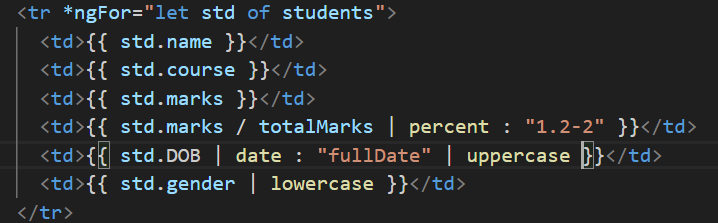 <tr *ngFor="let std of students">
<td>{{ std.name }}</td>
<td>{{ std.course }}</td>
<td>{{ std.marks }}</td>
<td>{{ std.marks / totalMarks | percent : "1.2-2" }}</td>
<td>{{ std.DOB | date : "fullDate" | uppercase }}</td>
<td>{{ std.gender | lowercase }}</td>
</tr>